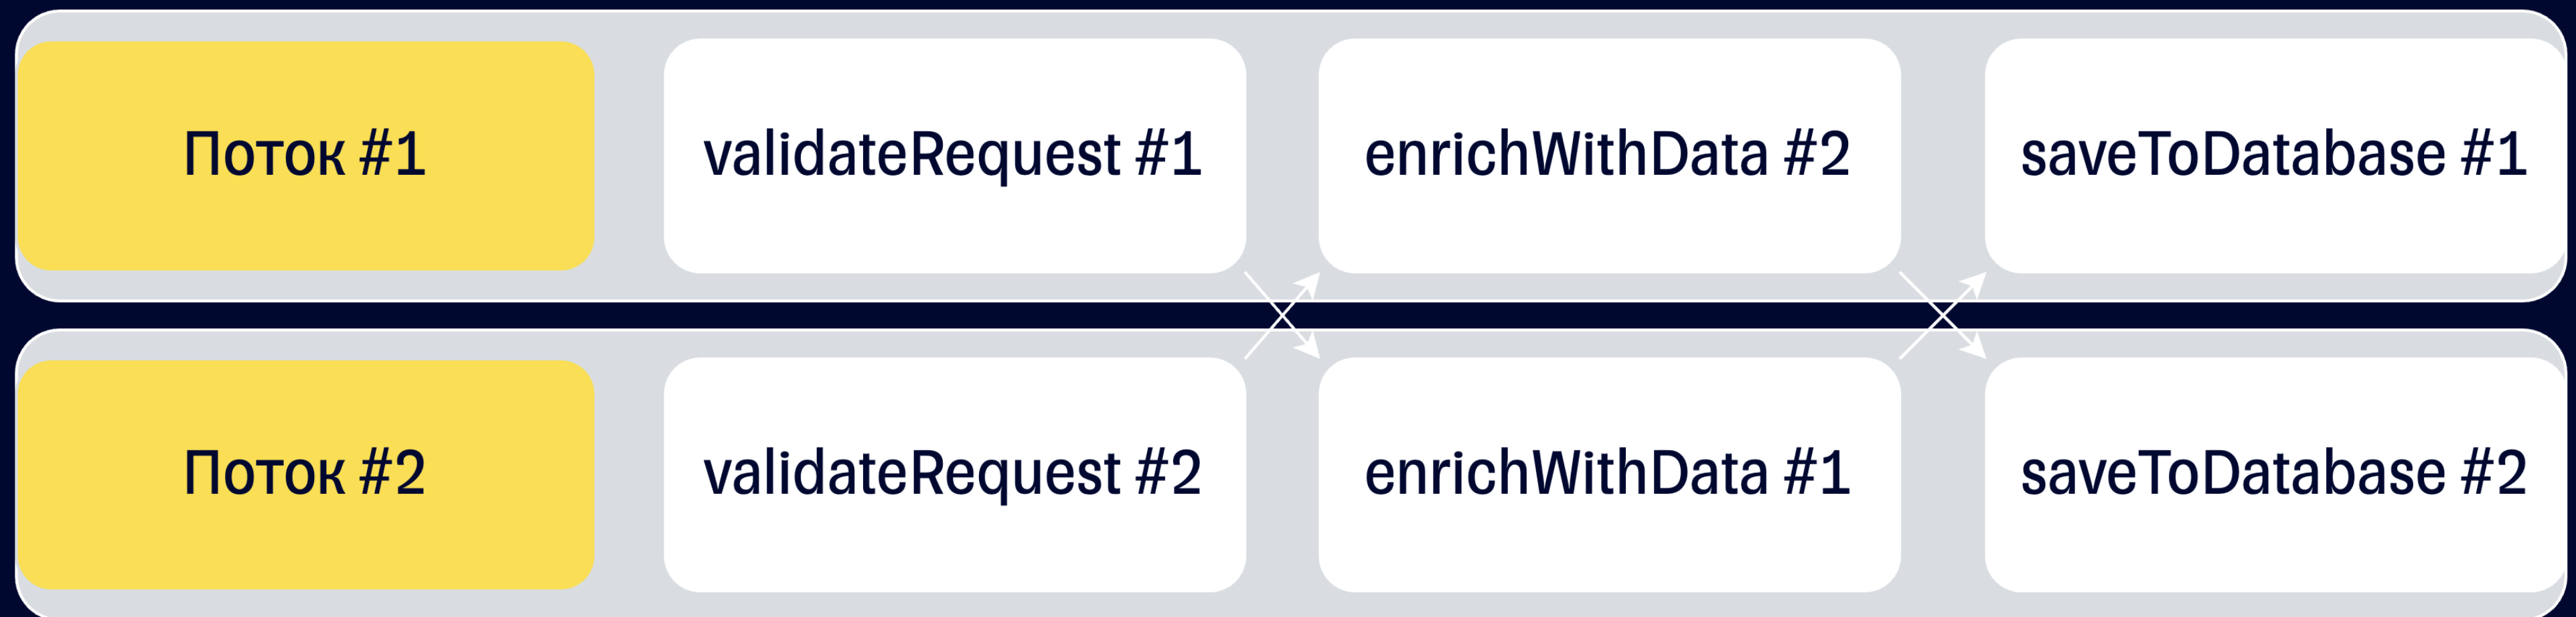 Поток #1
validateRequest #1
enrichWithData #2
saveToDatabase #1
Поток #2
validateRequest #2
enrichWithData #1
saveToDatabase #2